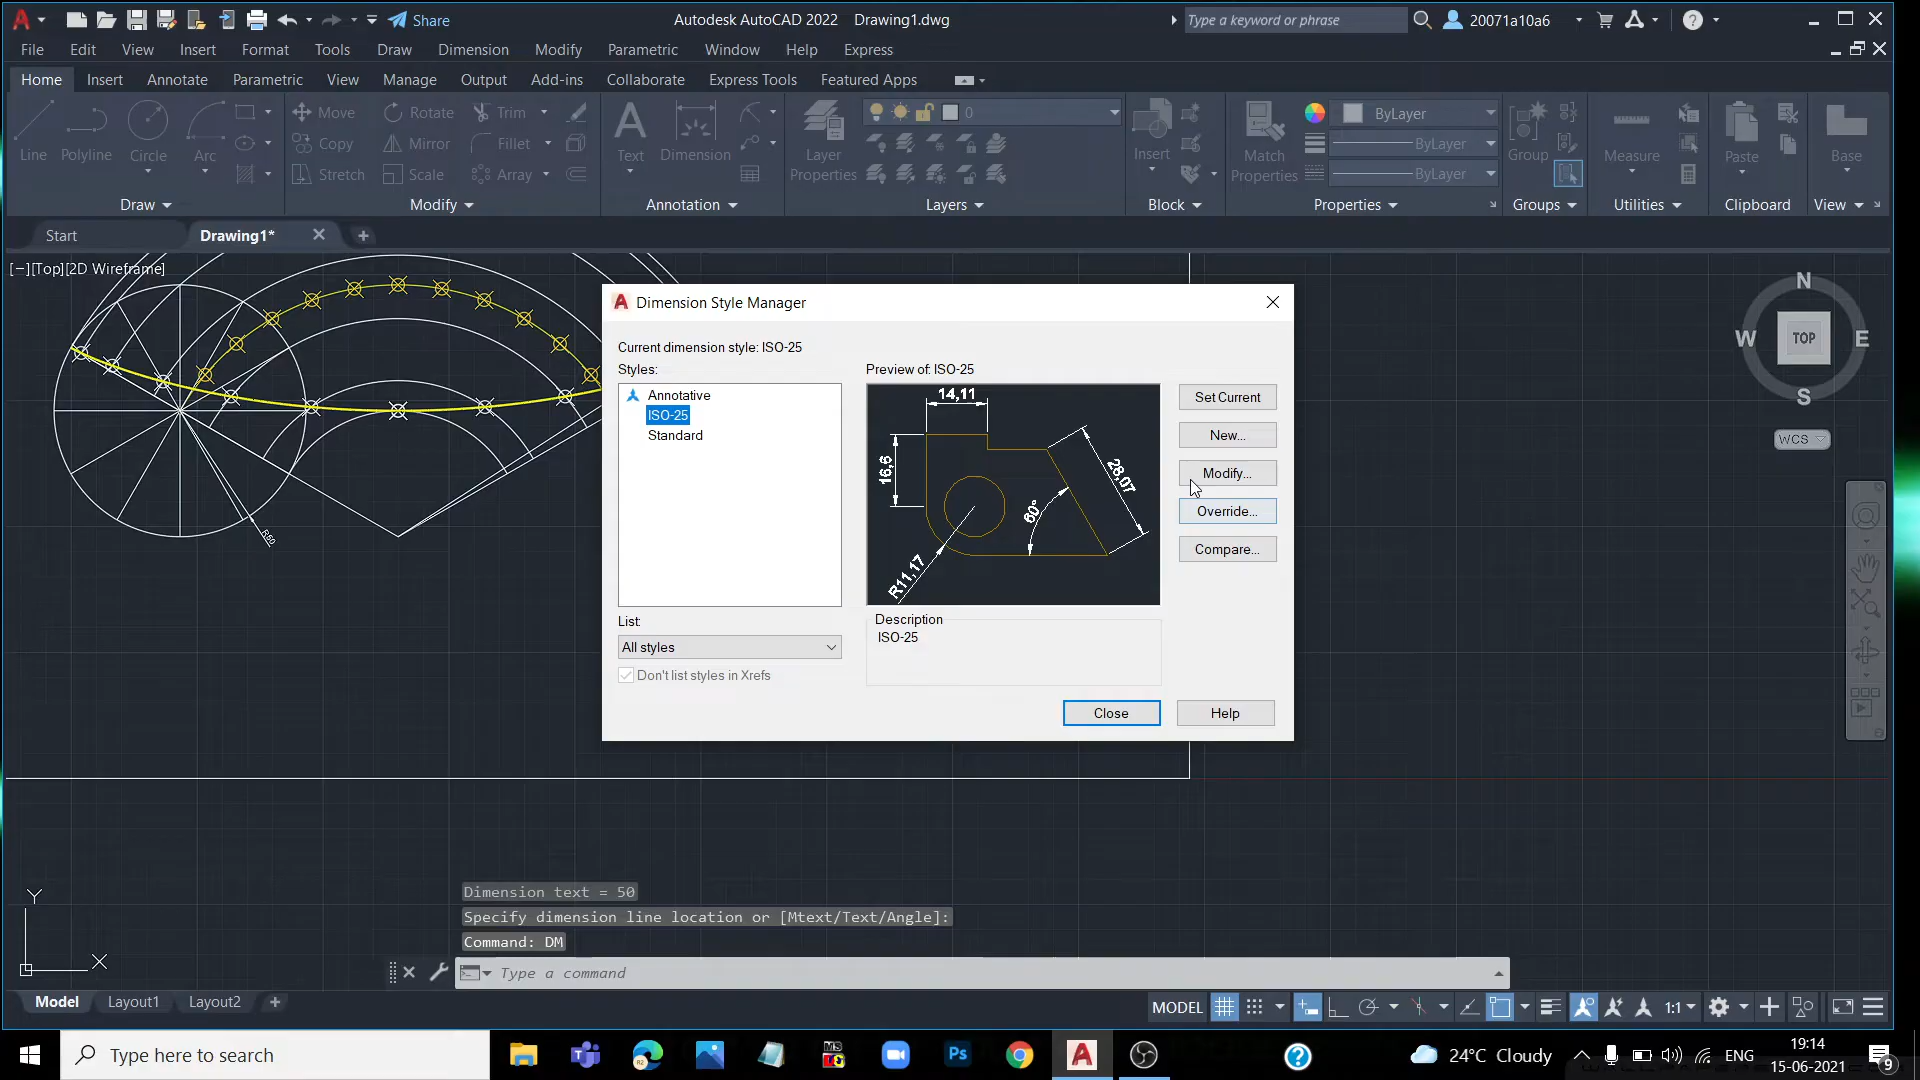 Share
Autodesk AutoCAD 2022 Drawing1.dwg
Type a keyword or phrase
20071a10a6
File Edit View Insert Format Tools Draw Dimension Modify Parametric Window Help Express
Home Insert Annotate Parametric View Manage Output Add-ins Collaborate Express Tools Featured Apps
Line
Polyline
Circle
Arc
Move Rotate Trim
Copy Mirror Fillet
Stretch Scale Array
Text
Dimension
Layer
Properties
0
Insert
Match
Properties
ByLayer
ByLayer
ByLayer
Group
Measure
Paste
Base
Draw Modify Annotation Layers Block Properties Groups Utilities Clipboard View
Start Drawing1*
[−][Top][2D Wireframe]
R50
N
W TOP E
S
WCS
Dimension Style Manager
Current dimension style: ISO-25
Styles:
Annotative
ISO-25
Standard
List:
All styles
Don't list styles in Xrefs
Preview of: ISO-25
14,11
16,6
28,07
60°
R11,17
Description
ISO-25
Set Current
New...
Modify...
Override...
Compare...
Close
Help
Dimension text = 50
Specify dimension line location or [Mtext/Text/Angle]:
Command: DM
Type a command
Y
X
Model Layout1 Layout2
MODEL 1:1
Type here to search
Ps
24°C Cloudy
ENG
19:14
15-06-2021
9